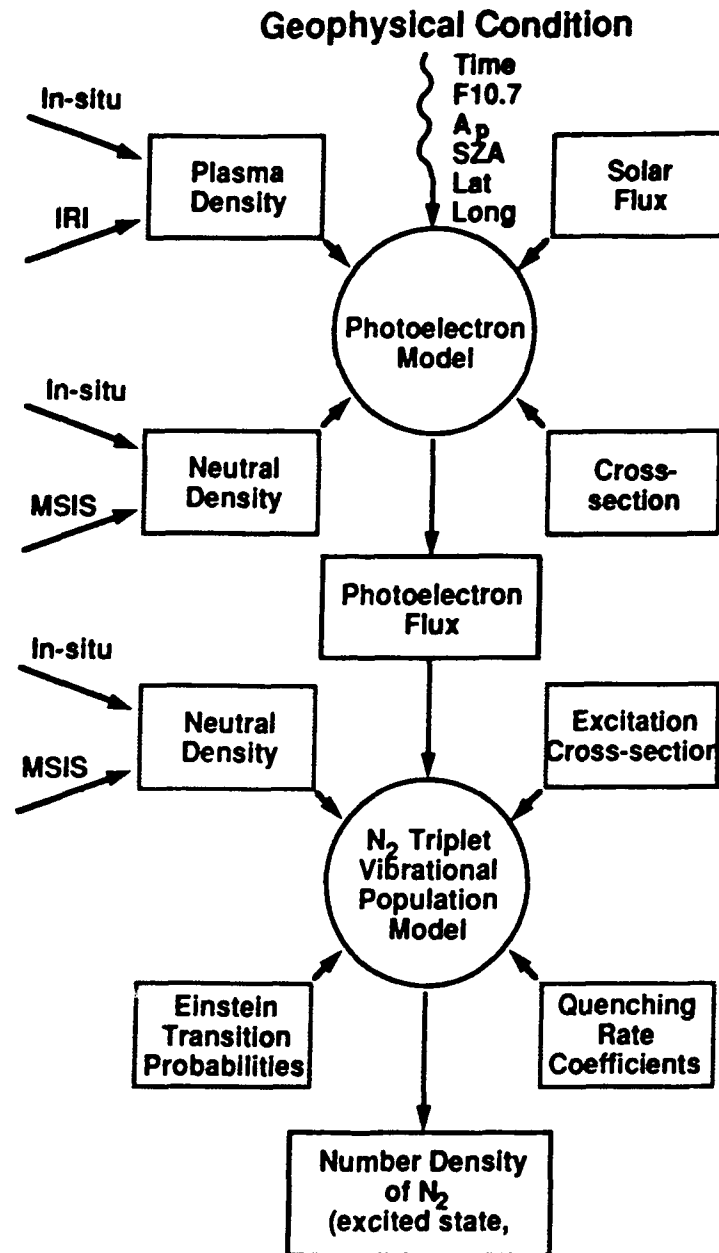 Geophysical Condition
Time
F10.7
Ap
SZA
Lat
Long
In-situ
IRI
Plasma
Density
Solar
Flux
Photoelectron
Model
In-situ
MSIS
Neutral
Density
Cross-
section
Photoelectron
Flux
In-situ
MSIS
Neutral
Density
Excitation
Cross-section
N2 Triplet
Vibrational
Population
Model
Einstein
Transition
Probabilities
Quenching
Rate
Coefficients
Number Density
of N2
(excited state,